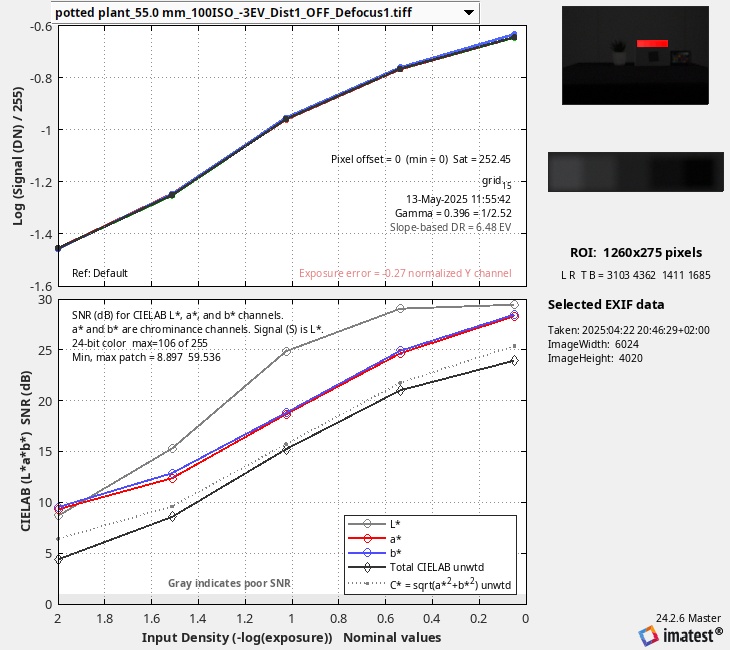 potted plant_55.0 mm_100ISO_-3EV_Dist1_OFF_Defocus1.tiff
-0.6
-0.8
-1
-1.2
-1.4
-1.6
Log (Signal (DN) / 255)
Pixel offset = 0 (min = 0) Sat = 252.45
grid15
13-May-2025 11:55:42
Gamma = 0.396 = 1/2.52
Slope-based DR = 6.48 EV
Ref: Default
Exposure error = -0.27 normalized Y channel
ROI: 1260x275 pixels
L R T B = 3103 4362 1411 1685
Selected EXIF data
Taken: 2025:04:22 20:46:29+02:00
ImageWidth: 6024
ImageHeight: 4020
30
25
20
15
10
5
0
CIELAB (L*a*b*) SNR (dB)
SNR (dB) for CIELAB L*, a*, and b* channels.
a* and b* are chrominance channels. Signal (S) is L*.
24-bit color max=106 of 255
Min, max patch = 8.897 59.536
L*
a*
b*
Total CIELAB unwtd
C* = sqrt(a*2+b*2) unwtd
Gray indicates poor SNR
2 1.8 1.6 1.4 1.2 1 0.8 0.6 0.4 0.2 0
Input Density (-log(exposure)) Nominal values
24.2.6 Master
imatest®